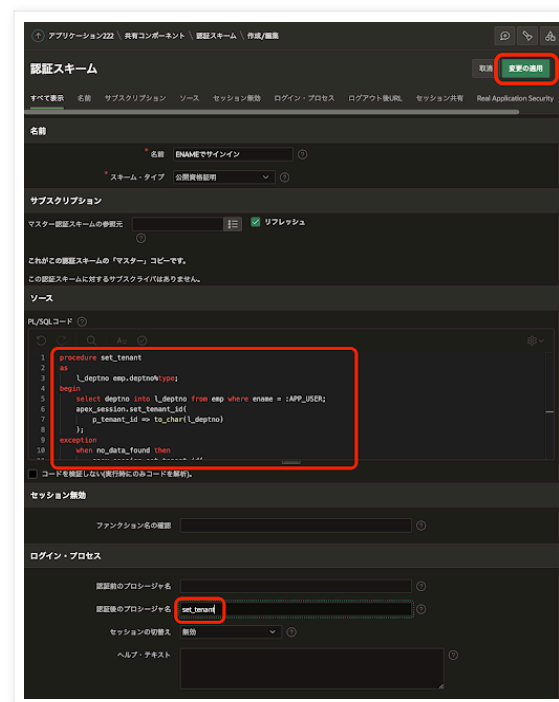 アプリケーション222 \ 共有コンポーネント \ 認証スキーム \ 作成/編集
認証スキーム
取消
変更の適用
すべて表示 名前 サブスクリプション ソース セッション無効 ログイン・プロセス ログアウト後URL セッション共有 Real Application Security
名前
* 名前 ENAMEでサインイン
* スキーム・タイプ 公開資格証明
サブスクリプション
マスター認証スキームの参照元 リフレッシュ
これがこの認証スキームの「マスター」コピーです。
この認証スキームに対するサブスクライバはありません。
ソース
PL/SQLコード
1 procedure set_tenant
2 as
3 l_deptno emp.deptno%type;
4 begin
5 select deptno into l_deptno from emp where ename = :APP_USER;
6 apex_session.set_tenant_id(
7 p_tenant_id => to_char(l_deptno)
8 );
9 exception
10 when no_data_found then
コードを検証しない(実行時にのみコードを解析)。
セッション無効
ファンクション名の確認
ログイン・プロセス
認証前のプロシージャ名
認証後のプロシージャ名 set_tenant
セッションの切替え 無効
ヘルプ・テキスト